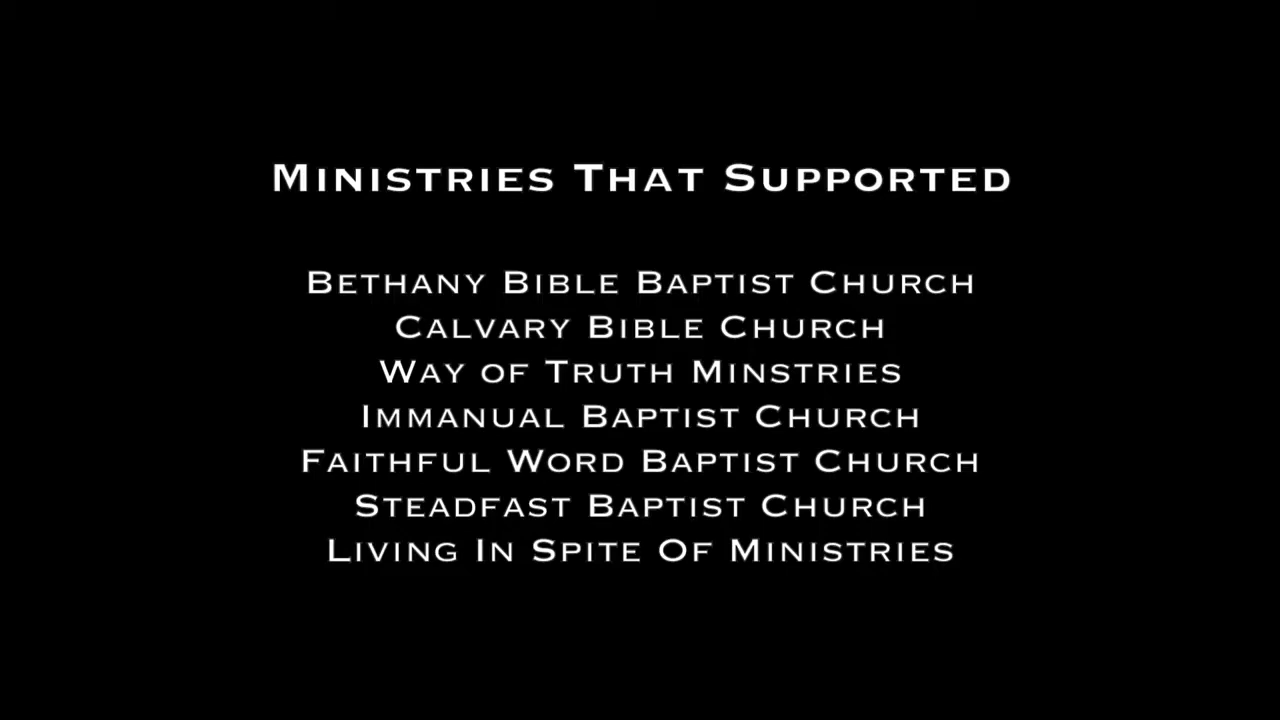 Ministries That Supported
Bethany Bible Baptist Church
Calvary Bible Church
Way of Truth Minstries
Immanual Baptist Church
Faithful Word Baptist Church
Steadfast Baptist Church
Living In Spite Of Ministries